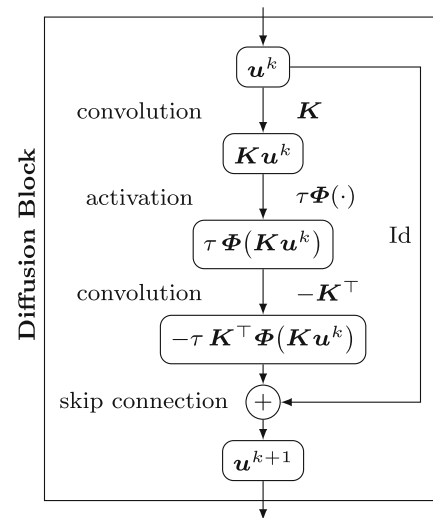 Diffusion Block
u^k
convolution K
Ku^k
activation τΦ(·)
τ Φ(Ku^k) Id
convolution −K^⊤
−τ K^⊤Φ(Ku^k)
skip connection +
u^{k+1}